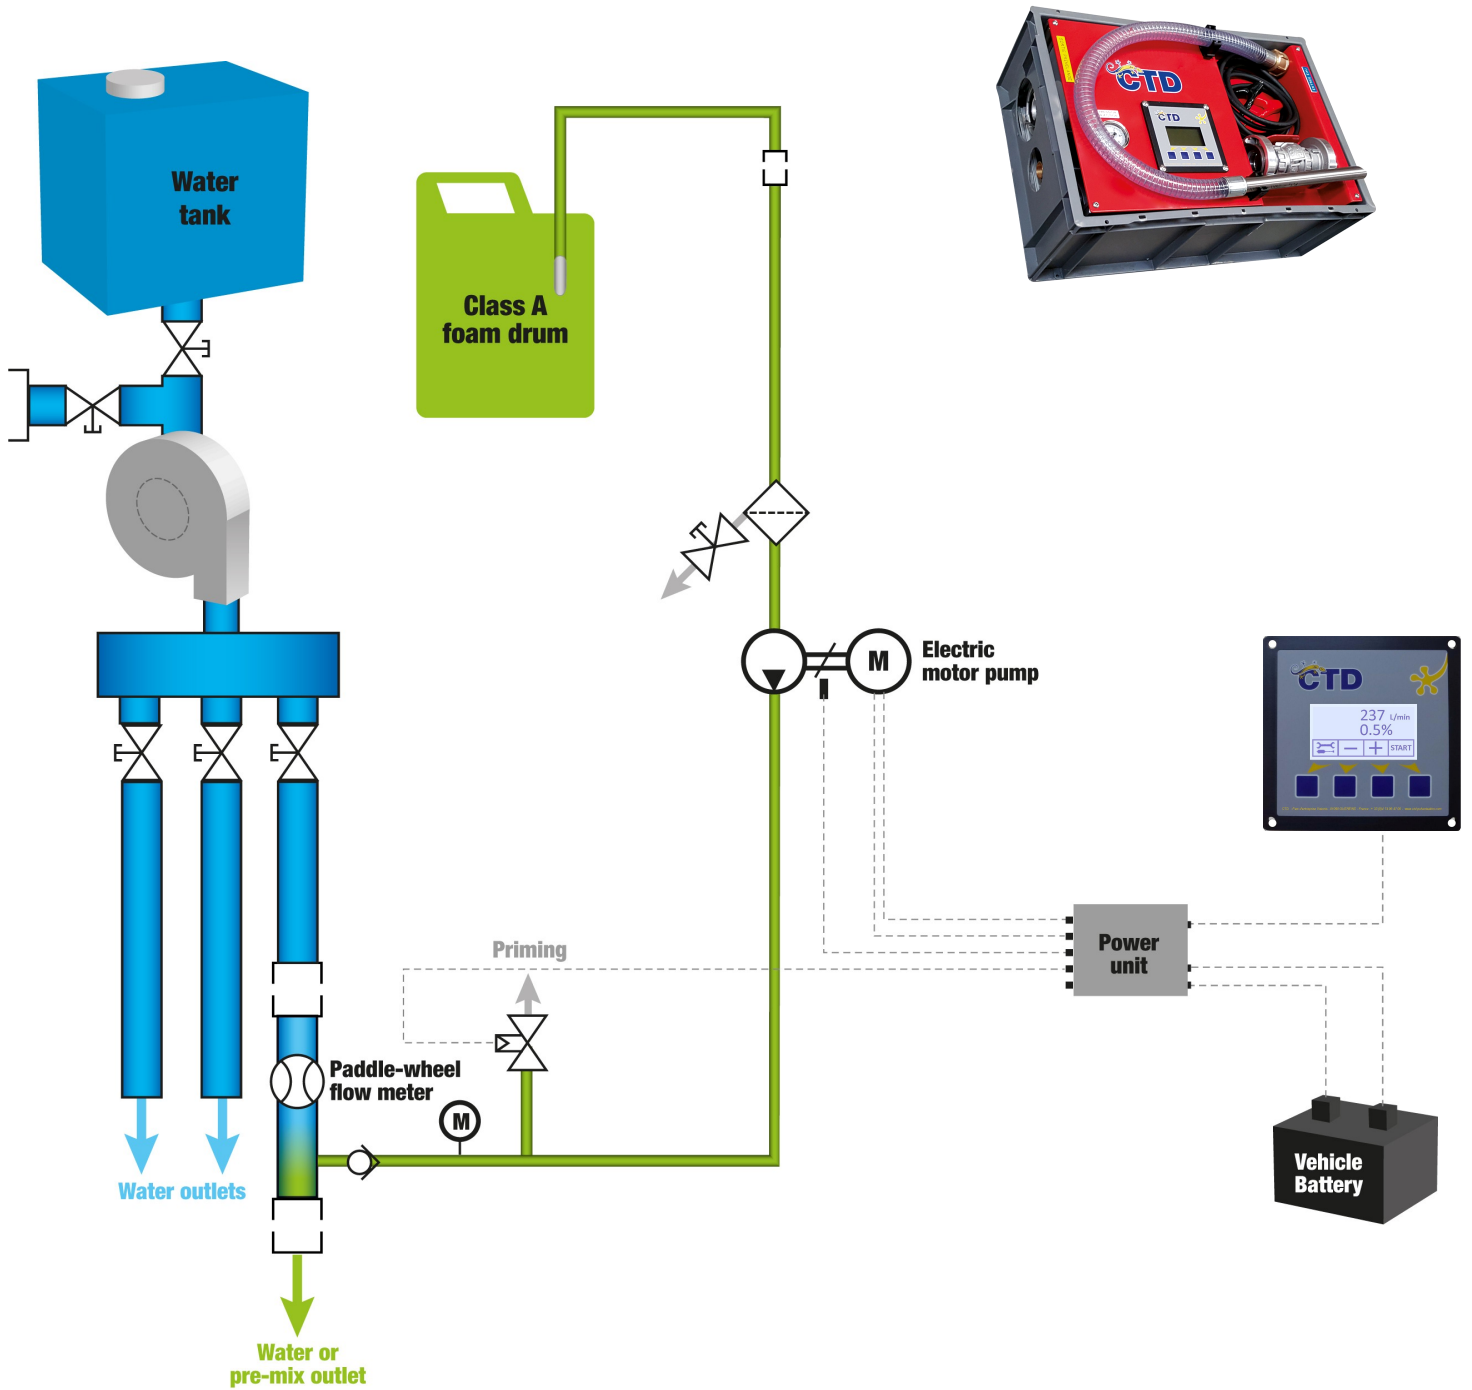 CTD
CTD
Water
tank
Class A
foam drum
M
Electric
motor pump
CTD
237 L/min
0.5%
START
Priming
Power
unit
Paddle-wheel
flow meter
M
Water outlets
Vehicle
Battery
Water or
pre-mix outlet